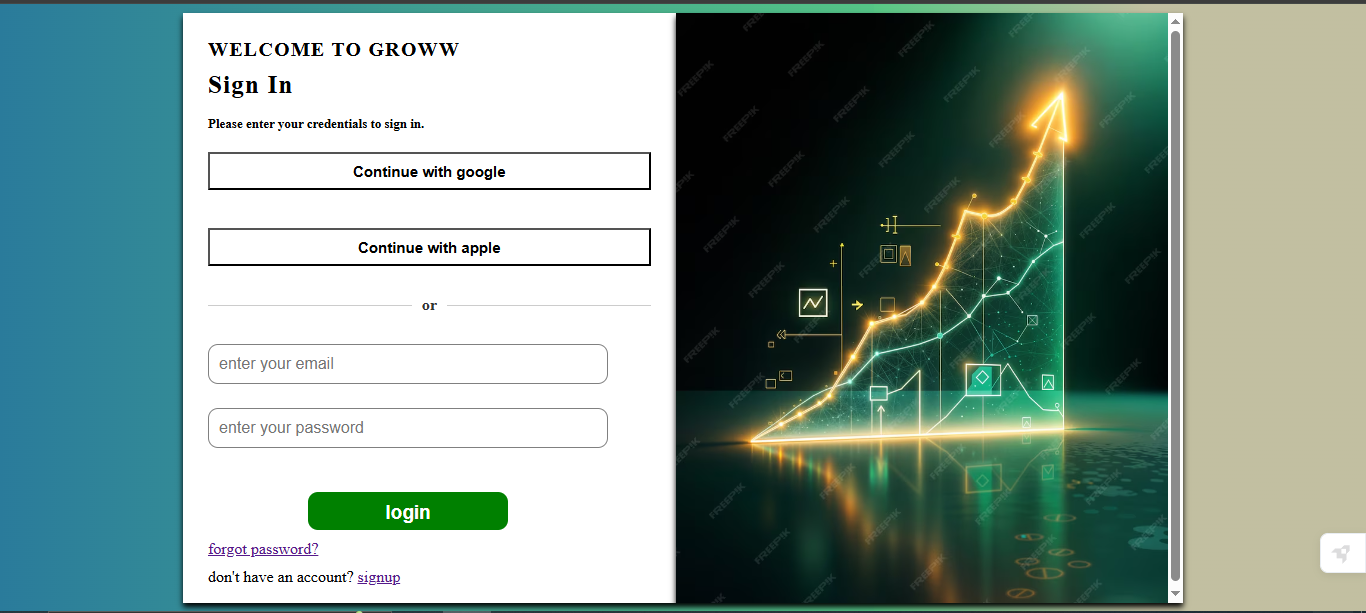 WELCOME TO GROWW
Sign In
Please enter your credentials to sign in.
Continue with google
Continue with apple
or
enter your email
enter your password
login
forgot password?
don't have an account? signup
FREEPIK